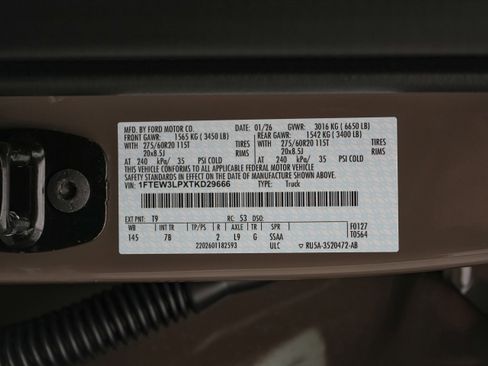 MFD. BY FORD MOTOR CO. DATE: 01/26 GVWR: 3016 KG (6650 LB)
FRONT GAWR: 1565 KG (3450 LB) REAR GAWR: 1542 KG (3400 LB)
WITH 275/60R20 115T TIRES WITH 275/60R20 115T TIRES
20x8.5J RIMS 20x8.5J RIMS
AT 240 kPa/ 35 PSI COLD AT 240 kPa/ 35 PSI COLD
THIS VEHICLE CONFORMS TO ALL APPLICABLE FEDERAL MOTOR VEHICLE
SAFETY STANDARDS IN EFFECT ON THE DATE OF MANUFACTURE SHOWN ABOVE.
VIN: 1FTEW3LPXTKD29666 TYPE: Truck
EXT PNT: T9 RC: 53 DSO: F0127
WB INT TR R AXLE TR SPR T0564
145 7B 2 L9 G SSAA
2202601182593 ULC ▽ RU5A-3520472-AB